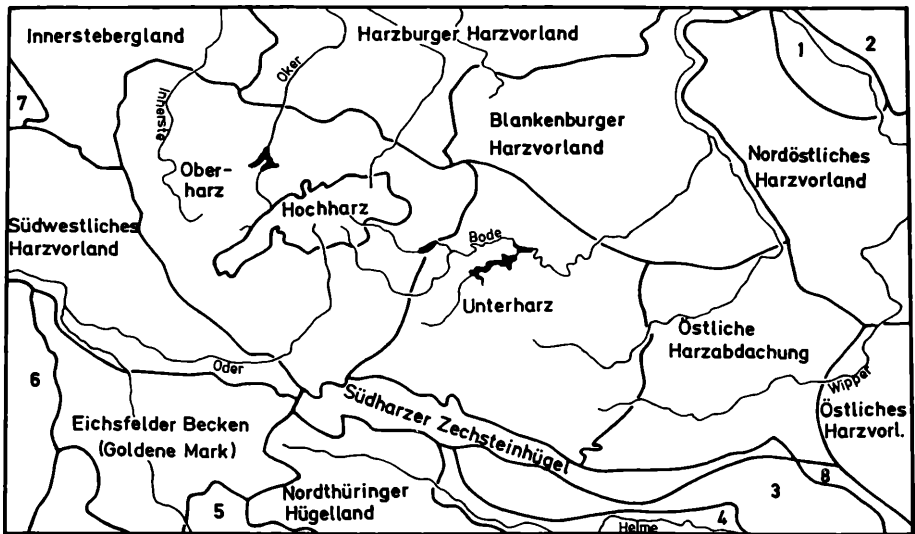 Innerstebergland
Harzburger Harzvorland
1
2
7
Innerste
Oker
Blankenburger
Harzvorland
Nordöstliches
Harzvorland
Ober-
harz
Hochharz
Südwestliches
Harzvorland
Bode
Unterharz
Östliche
Harzabdachung
Oder
6
Wipper
Südharzer Zechsteinhügel
Östliches
Harzvorl.
Eichsfelder Becken
(Goldene Mark)
5
Nordthüringer
Hügelland
3
8
4
Helme